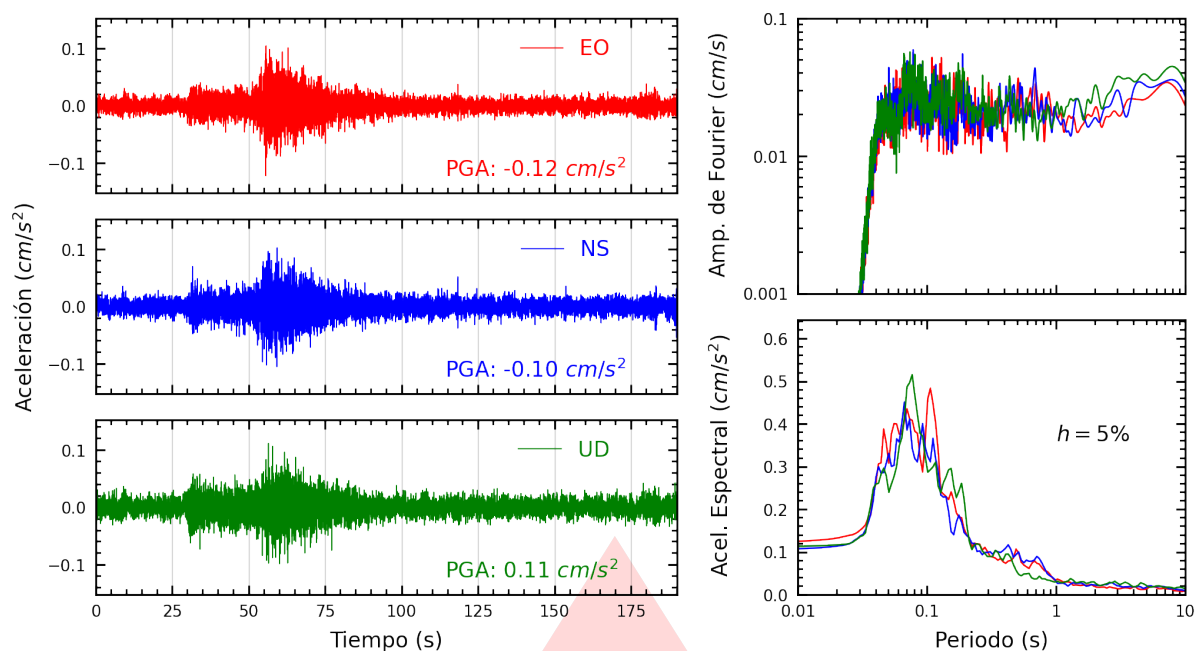 Aceleración (cm/s²)
0.1
0.0
−0.1
EO
PGA: -0.12 cm/s²
0.1
0.0
−0.1
NS
PGA: -0.10 cm/s²
0.1
0.0
−0.1
UD
PGA: 0.11 cm/s²
0 25 50 75 100 125 150 175
Tiempo (s)
Amp. de Fourier (cm/s)
0.1
0.01
0.001
Acel. Espectral (cm/s²)
0.6
0.5
0.4
0.3
0.2
0.1
0.0
h = 5%
0.01 0.1 1 10
Periodo (s)